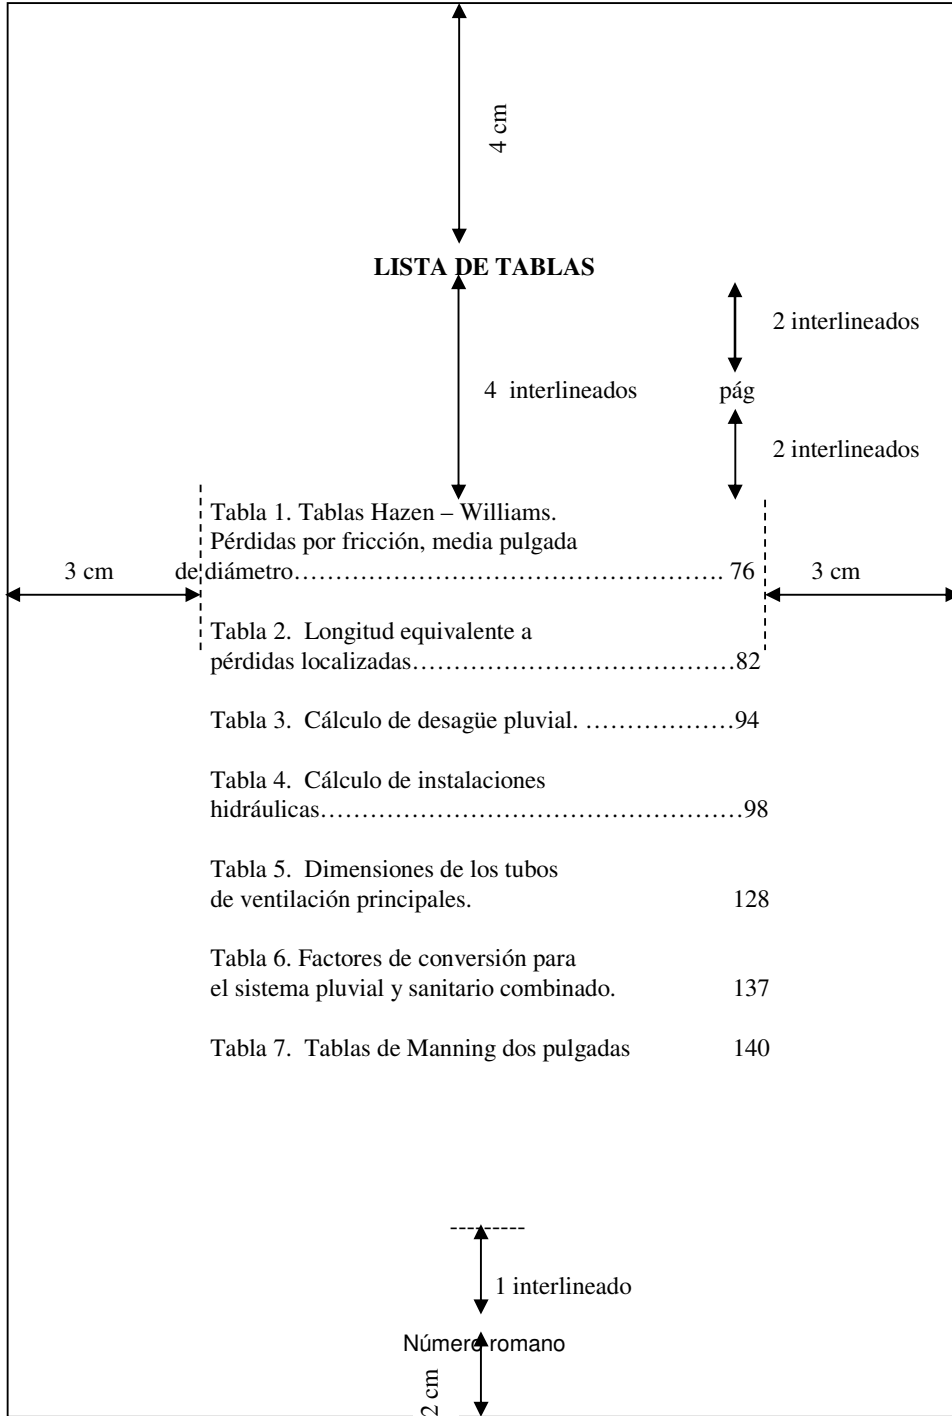 4 cm
LISTA DE TABLAS
2 interlineados
4 interlineados pág
2 interlineados
Tabla 1. Tablas Hazen – Williams.
Pérdidas por fricción, media pulgada
3 cm de diámetro……………………………………………. 76 3 cm
Tabla 2. Longitud equivalente a
pérdidas localizadas…………………………………82
Tabla 3. Cálculo de desagüe pluvial. ………………94
Tabla 4. Cálculo de instalaciones
hidráulicas……………………………………………98
Tabla 5. Dimensiones de los tubos
de ventilación principales. 128
Tabla 6. Factores de conversión para
el sistema pluvial y sanitario combinado. 137
Tabla 7. Tablas de Manning dos pulgadas 140
1 interlineado
Número romano
2 cm